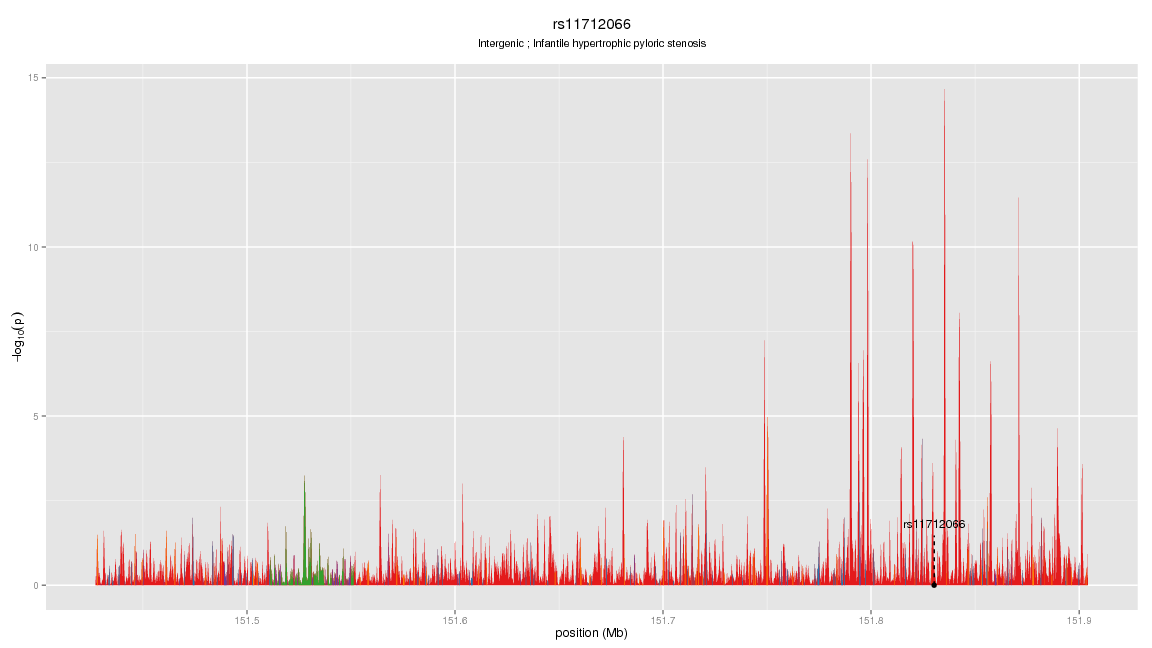 rs11712066
Intergenic ; Infantile hypertrophic pyloric stenosis
15
10
5
0
−log10(p)
rs11712066
151.5
151.6
151.7
151.8
151.9
position (Mb)